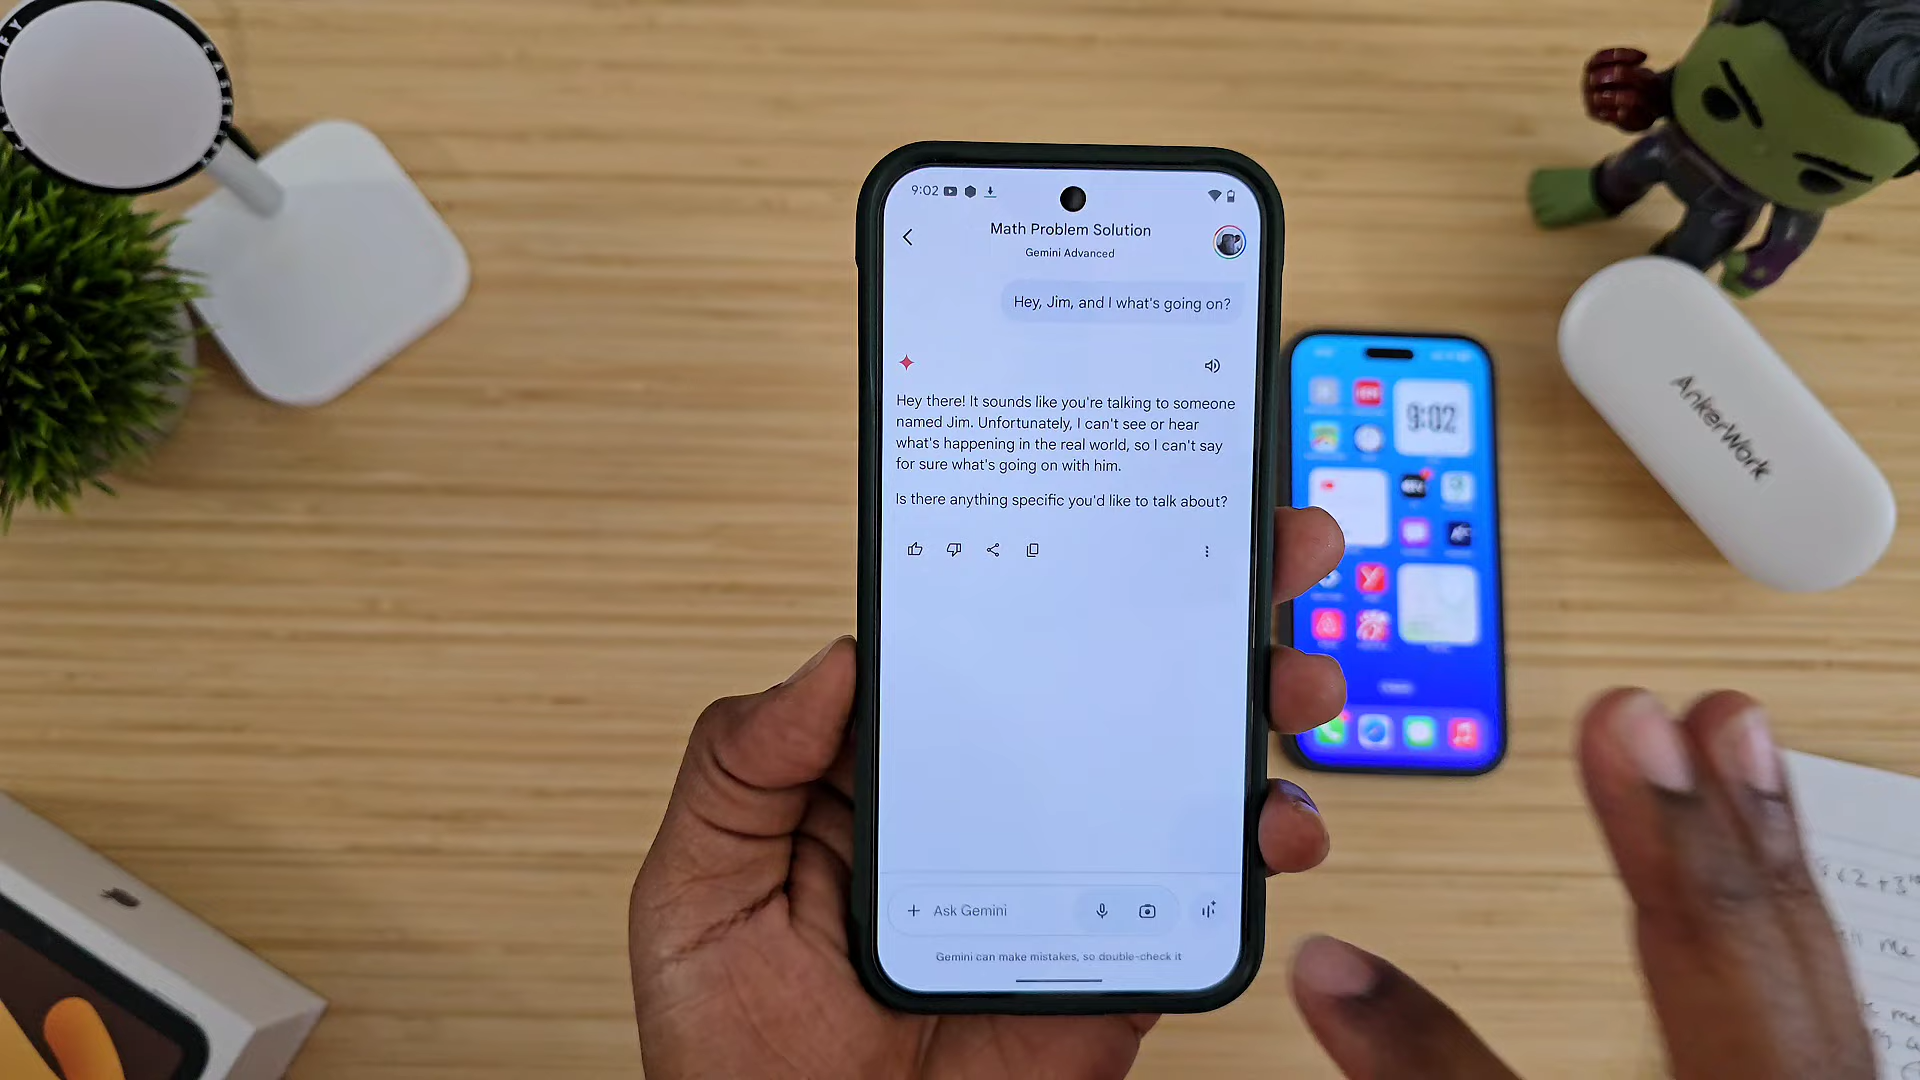 CASETIFY
9:02
Math Problem Solution
Gemini Advanced
Hey, Jim, and I what's going on?
Hey there! It sounds like you're talking to someone
named Jim. Unfortunately, I can't see or hear
what's happening in the real world, so I can't say
for sure what's going on with him.
Is there anything specific you'd like to talk about?
Ask Gemini
Gemini can make mistakes, so double-check it
9:02
AnkerWork
me